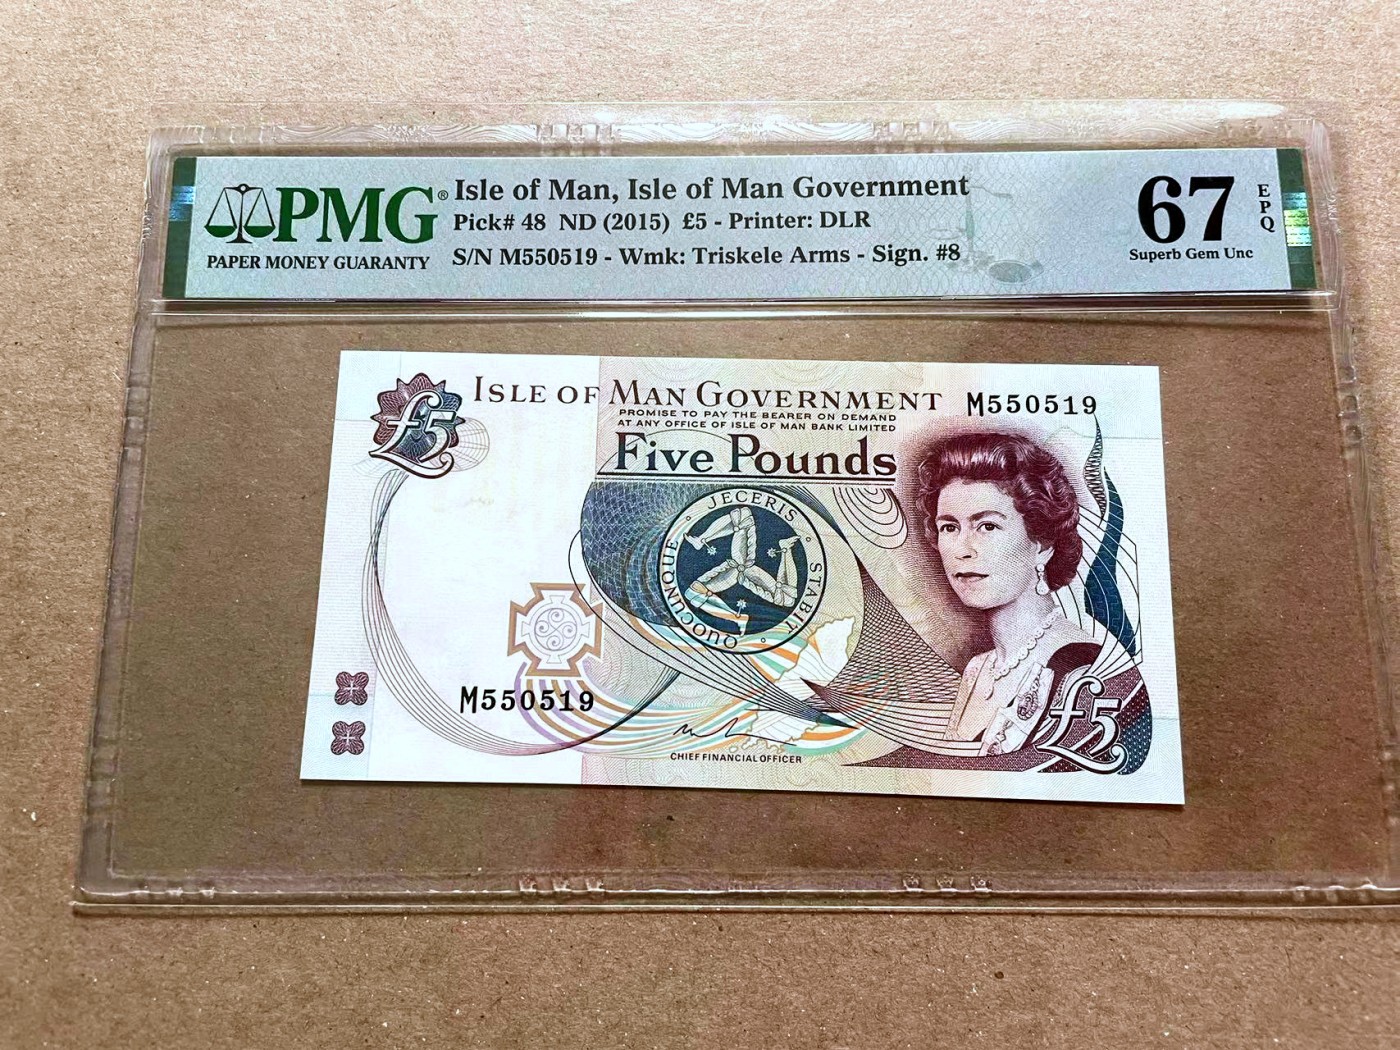 PMG®
PAPER MONEY GUARANTY
Isle of Man, Isle of Man Government
Pick# 48 ND (2015) £5 - Printer: DLR
S/N M550519 - Wmk: Triskele Arms - Sign. #8
67
EPQ
Superb Gem Unc
£5
ISLE OF MAN GOVERNMENT
M550519
PROMISE TO PAY THE BEARER ON DEMAND
AT ANY OFFICE OF ISLE OF MAN BANK LIMITED
Five Pounds
QUOCUNQUE JECERIS STABIT
M550519
CHIEF FINANCIAL OFFICER
£5